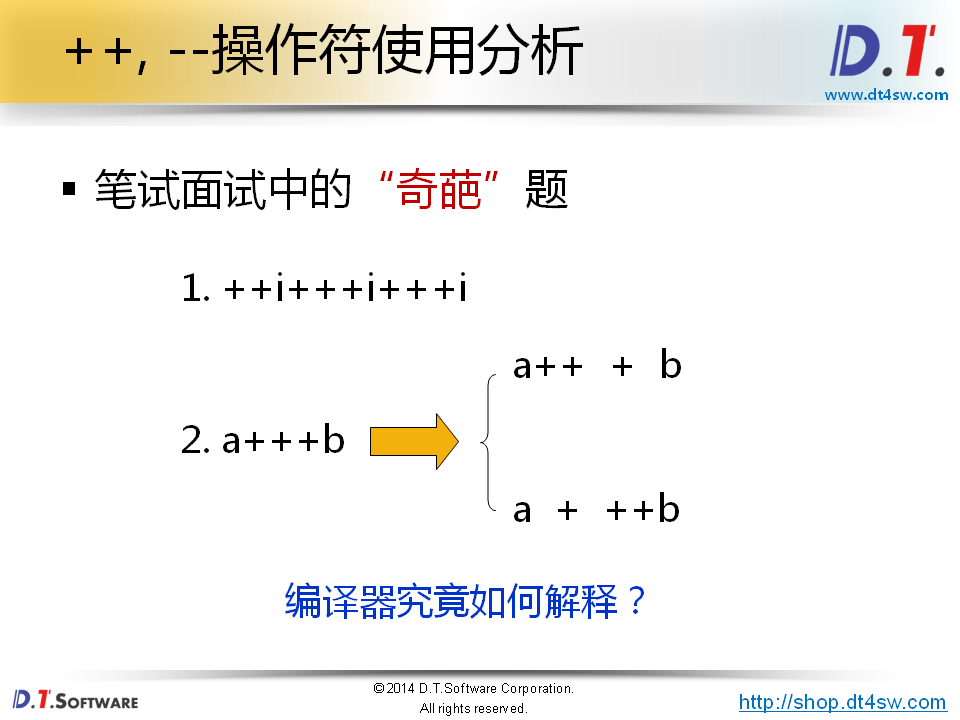 ++, --操作符使用分析
D.T.
www.dt4sw.com
▪ 笔试面试中的“奇葩”题
1. ++i+++i+++i
a++ + b
2. a+++b
a + ++b
编译器究竟如何解释？
D.T.SOFTWARE
©2014 D.T.Software Corporation.
All rights reserved.
http://shop.dt4sw.com